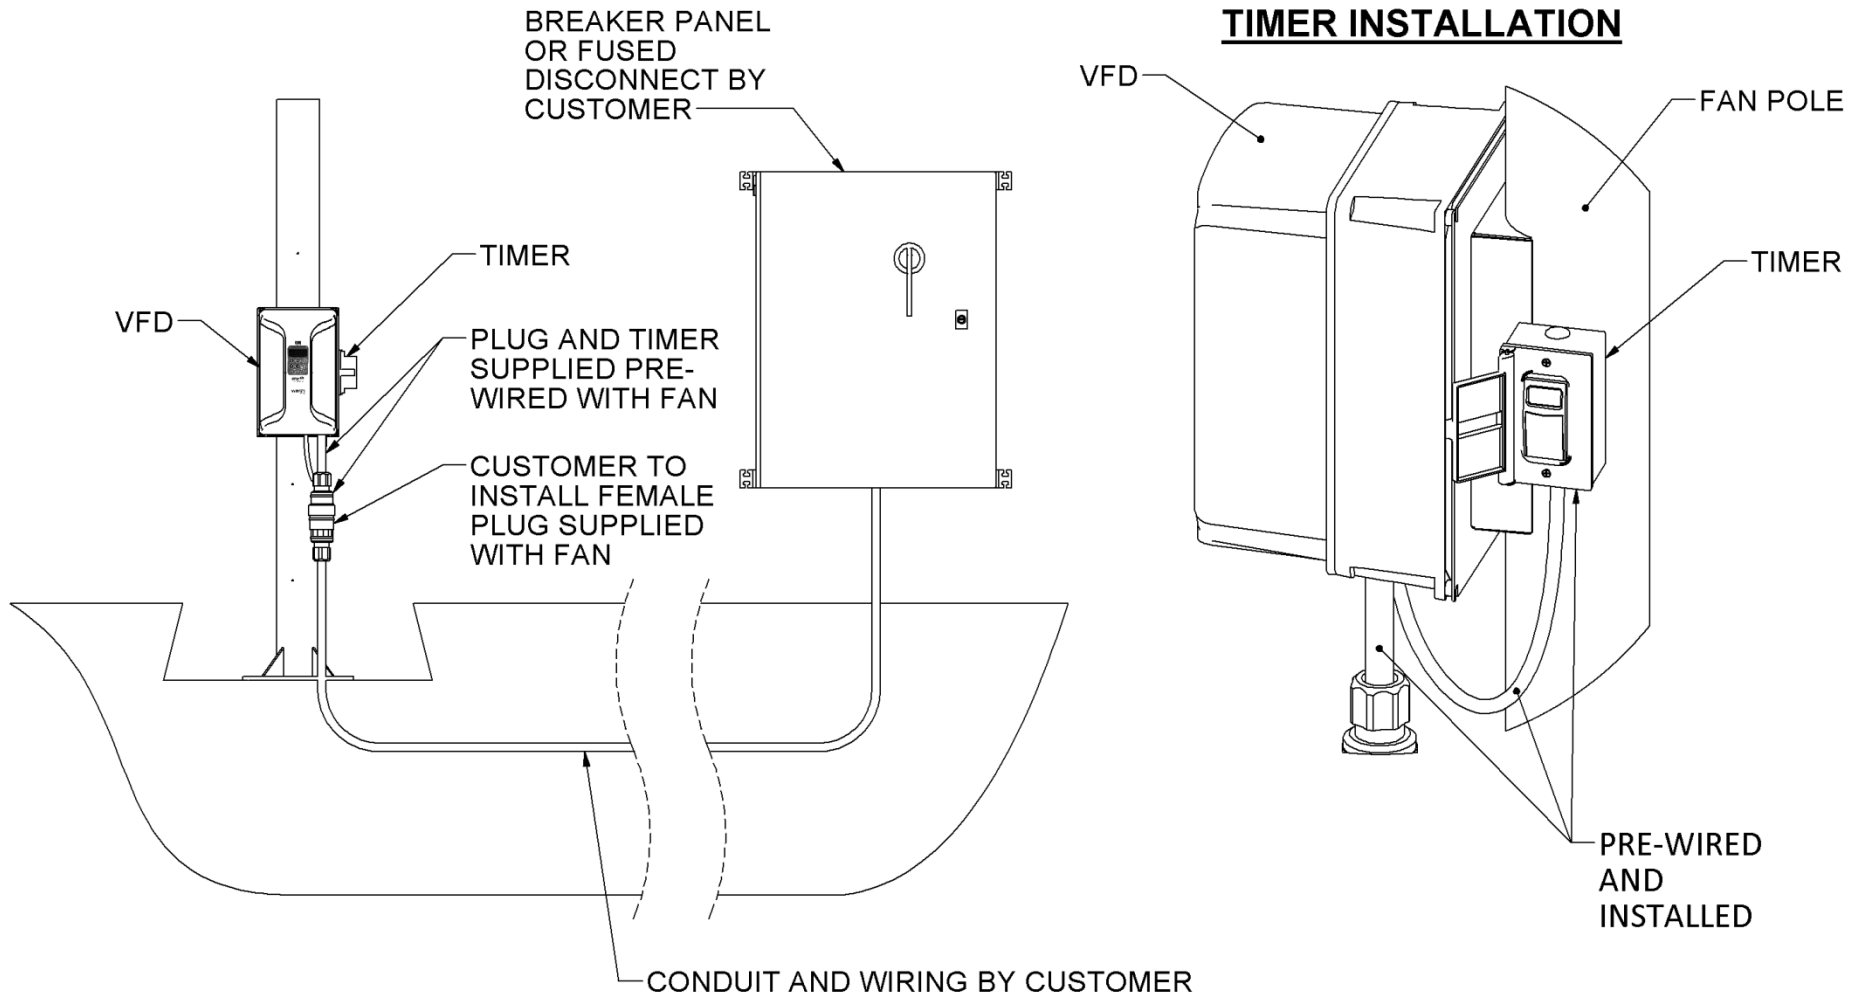 BREAKER PANEL
OR FUSED
DISCONNECT BY
CUSTOMER
TIMER
VFD
PLUG AND TIMER
SUPPLIED PRE-
WIRED WITH FAN
CUSTOMER TO
INSTALL FEMALE
PLUG SUPPLIED
WITH FAN
CONDUIT AND WIRING BY CUSTOMER
TIMER INSTALLATION
VFD
FAN POLE
TIMER
PRE-WIRED
AND
INSTALLED